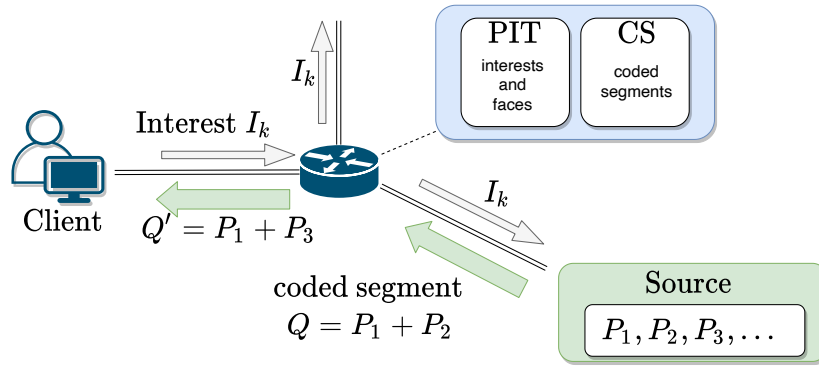 PIT
interests
and
faces
CS
coded
segments
I_k
Interest I_k
Client
Q′ = P_1 + P_3
I_k
coded segment
Q = P_1 + P_2
Source
P_1, P_2, P_3, . . .